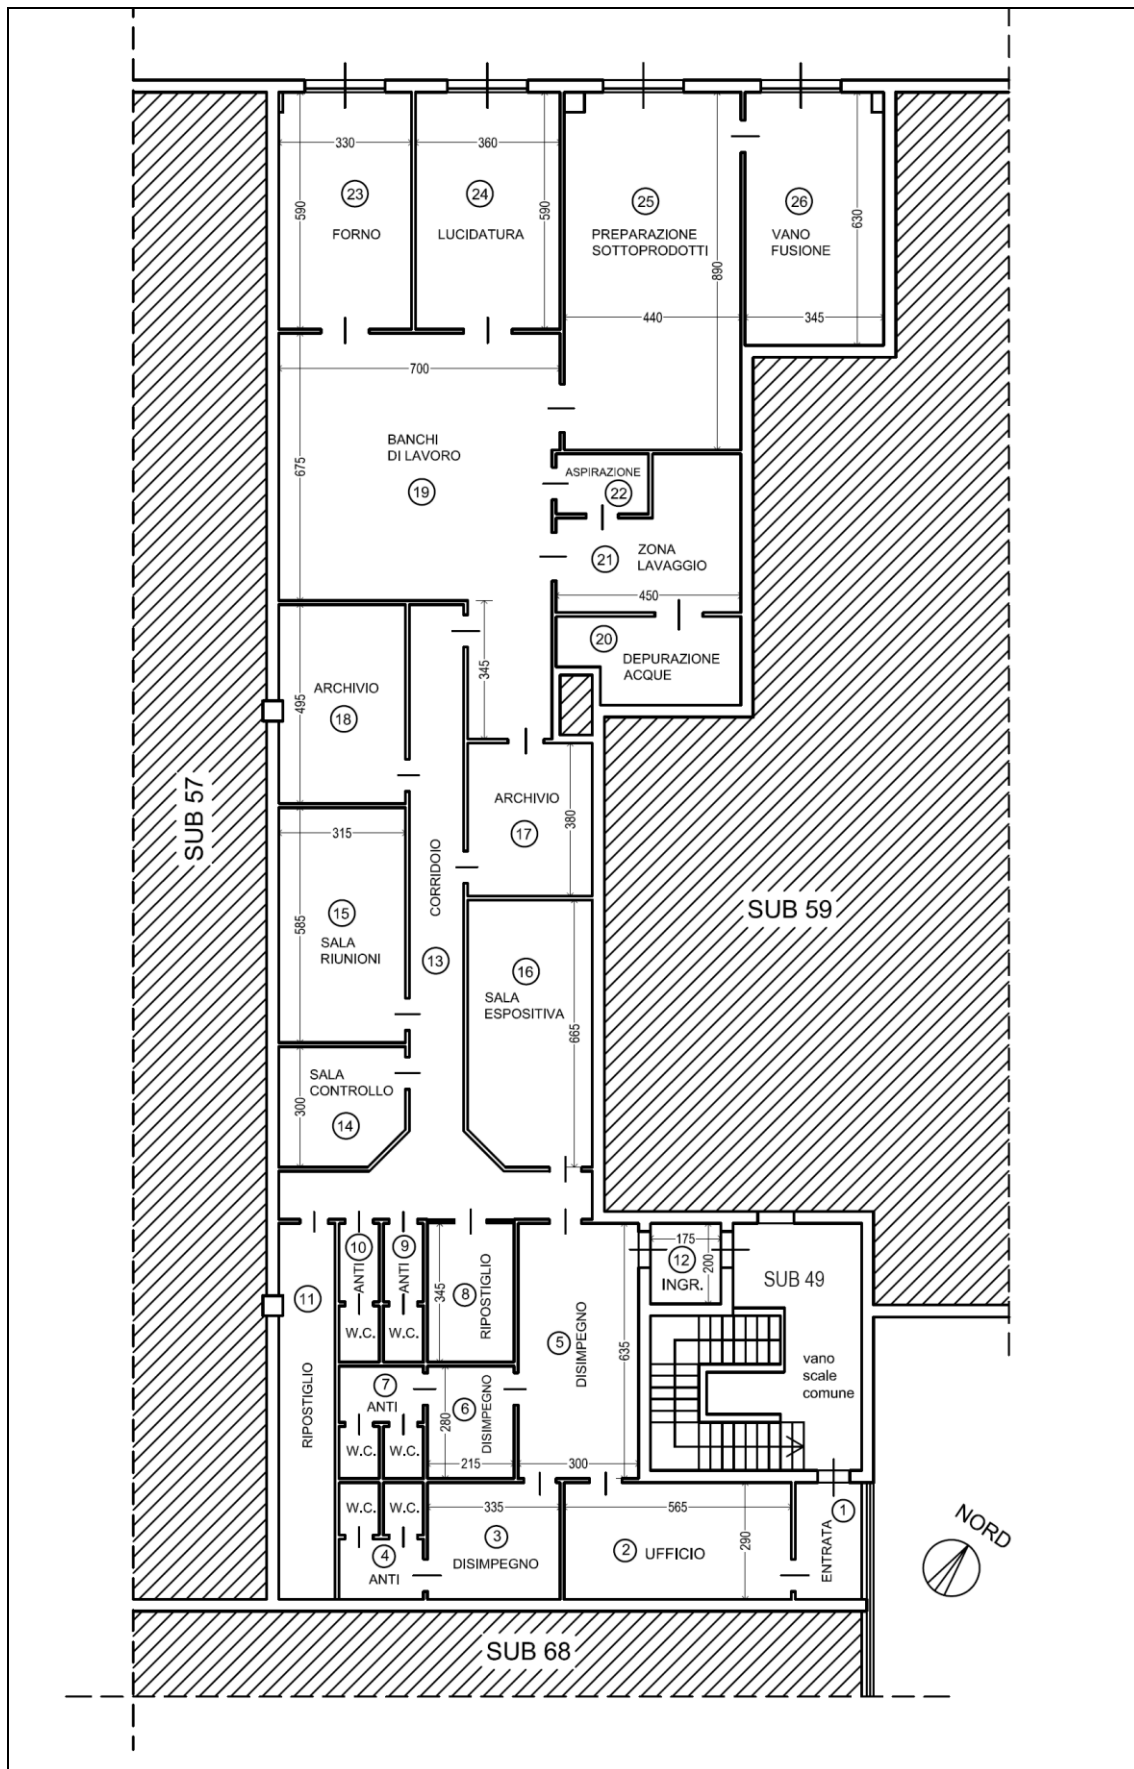 330
360
23
24
25
26
590
590
630
FORNO
LUCIDATURA
PREPARAZIONE
SOTTOPRODOTTI
VANO
FUSIONE
890
440
345
700
BANCHI
DI LAVORO
675
19
ASPIRAZIONE
22
21
ZONA
LAVAGGIO
450
20
DEPURAZIONE
ACQUE
345
ARCHIVIO
495
18
ARCHIVIO
17
380
SUB 57
315
CORRIDOIO
15
585
SALA
RIUNIONI
13
SUB 59
16
SALA
ESPOSITIVA
665
SALA
CONTROLLO
300
14
10
ANTI
9
ANTI
175
12
INGR.
200
SUB 49
11
345
8
RIPOSTIGLIO
W.C.
W.C.
5
DISIMPEGNO
635
vano
scale
comune
RIPOSTIGLIO
7
ANTI
6
DISIMPEGNO
280
W.C.
W.C.
215
300
W.C.
W.C.
335
565
1
ENTRATA
3
DISIMPEGNO
2
UFFICIO
290
4
ANTI
NORD
SUB 68